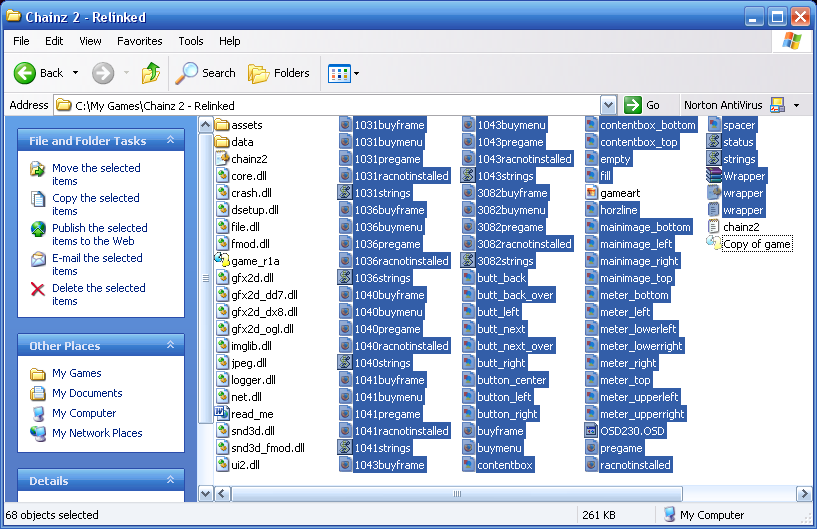 Chainz 2 - Relinked
File Edit View Favorites Tools Help
Back Search Folders
Address C:\My Games\Chainz 2 - Relinked Go Norton AntiVirus
File and Folder Tasks
Move the selected
items
Copy the selected
items
Publish the selected
items to the Web
E-mail the selected
items
Delete the selected
items
Other Places
My Games
My Documents
My Computer
My Network Places
Details
assets
data
chainz2
core.dll
crash.dll
dsetup.dll
file.dll
fmod.dll
game_r1a
gfx2d.dll
gfx2d_dd7.dll
gfx2d_dx8.dll
gfx2d_ogl.dll
imglib.dll
jpeg.dll
logger.dll
net.dll
read_me
snd3d.dll
snd3d_fmod.dll
ui2.dll
1031buyframe
1031buymenu
1031pregame
1031racnotinstalled
1031strings
1036buyframe
1036buymenu
1036pregame
1036racnotinstalled
1036strings
1040buyframe
1040buymenu
1040pregame
1040racnotinstalled
1040strings
1041buyframe
1041buymenu
1041pregame
1041racnotinstalled
1041strings
1043buyframe
1043buymenu
1043pregame
1043racnotinstalled
1043strings
3082buyframe
3082buymenu
3082pregame
3082racnotinstalled
3082strings
butt_back
butt_back_over
butt_left
butt_next
butt_next_over
butt_right
button_center
button_left
button_right
buyframe
buymenu
contentbox
contentbox_bottom
contentbox_top
empty
fill
gameart
horzline
mainimage_bottom
mainimage_left
mainimage_right
mainimage_top
meter_bottom
meter_left
meter_lowerleft
meter_lowerright
meter_right
meter_top
meter_upperleft
meter_upperright
OSD230.OSD
pregame
racnotinstalled
spacer
status
strings
Wrapper
wrapper
wrapper
chainz2
Copy of game
68 objects selected 261 KB My Computer